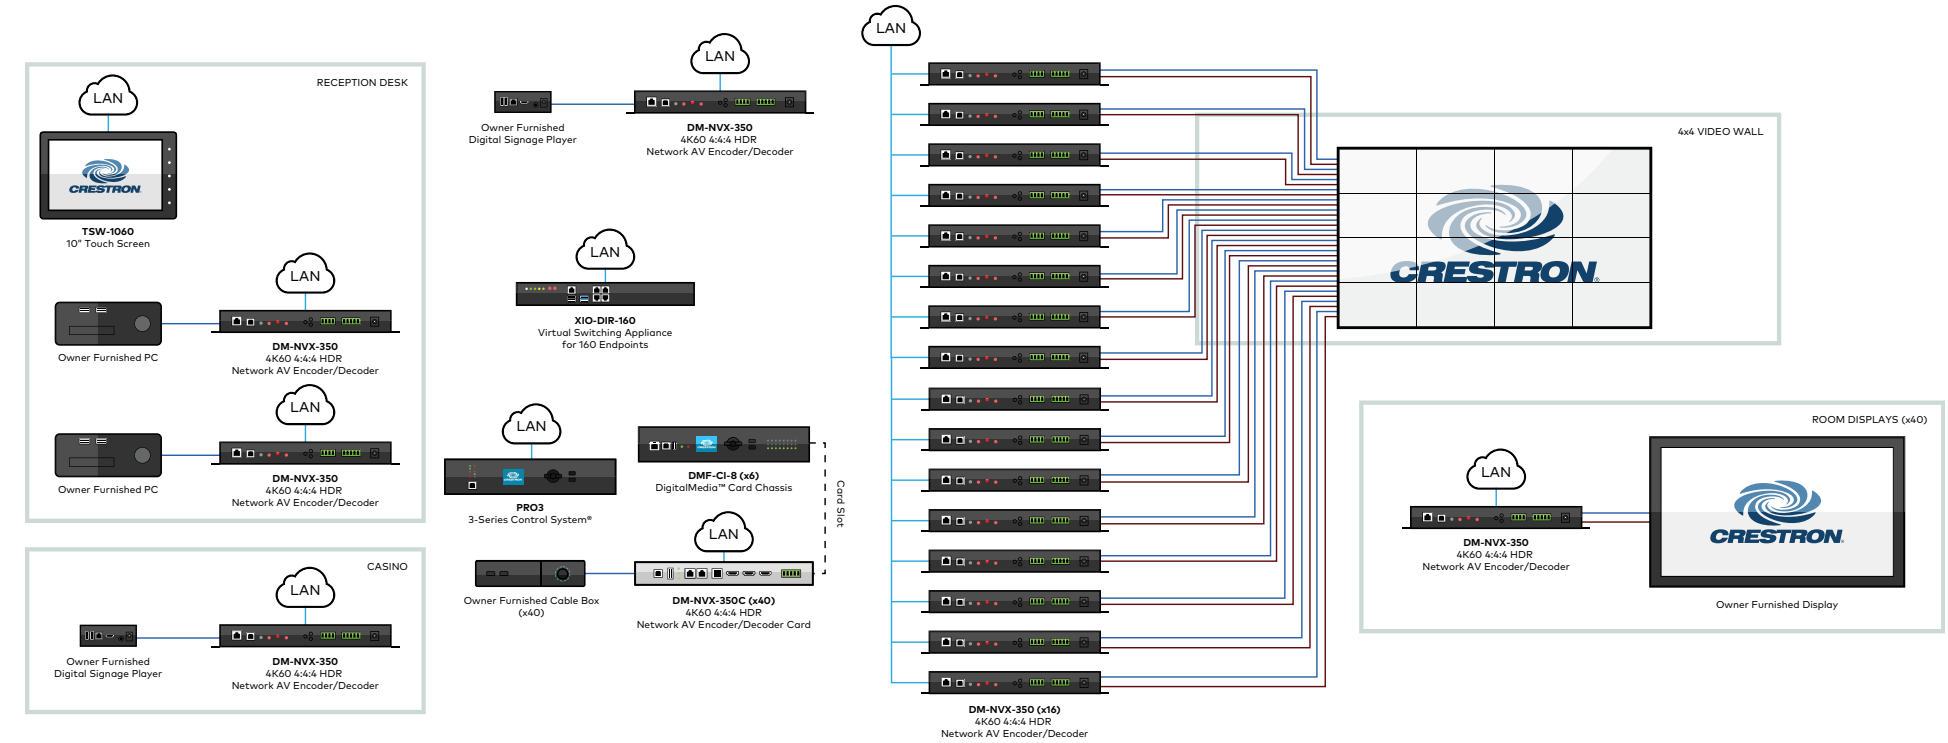 RECEPTION DESK
LAN
CRESTRON
TSW-1060
10" Touch Screen
LAN
Owner Furnished PC
DM-NVX-350
4K60 4:4:4 HDR
Network AV Encoder/Decoder
LAN
Owner Furnished PC
DM-NVX-350
4K60 4:4:4 HDR
Network AV Encoder/Decoder
CASINO
LAN
Owner Furnished
Digital Signage Player
DM-NVX-350
4K60 4:4:4 HDR
Network AV Encoder/Decoder
LAN
Owner Furnished
Digital Signage Player
DM-NVX-350
4K60 4:4:4 HDR
Network AV Encoder/Decoder
LAN
XIO-DIR-160
Virtual Switching Appliance
for 160 Endpoints
LAN
CRESTRON
PRO3
3-Series Control System®
CRESTRON
DMF-CI-8 (x6)
DigitalMedia™ Card Chassis
Card Slot
LAN
Owner Furnished Cable Box
(x40)
DM-NVX-350C (x40)
4K60 4:4:4 HDR
Network AV Encoder/Decoder Card
LAN
DM-NVX-350 (x16)
4K60 4:4:4 HDR
Network AV Encoder/Decoder
4x4 VIDEO WALL
CRESTRON®
ROOM DISPLAYS (x40)
LAN
DM-NVX-350
4K60 4:4:4 HDR
Network AV Encoder/Decoder
CRESTRON
Owner Furnished Display